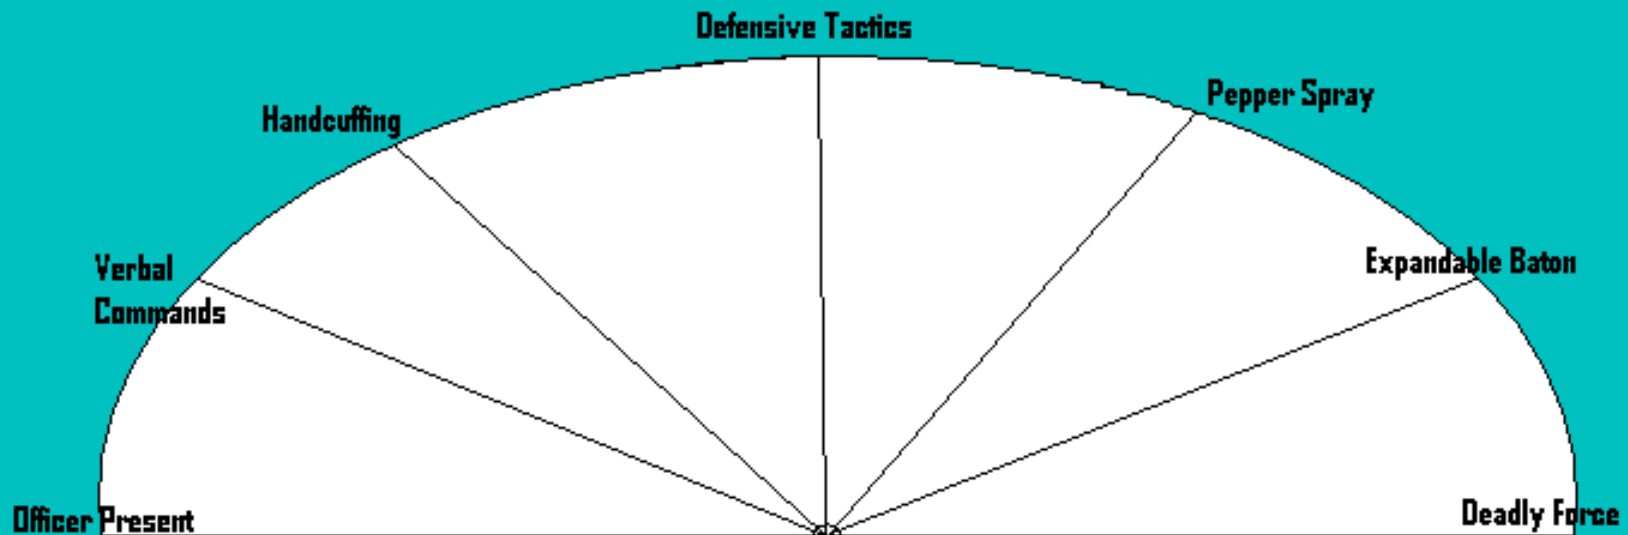 Defensive Tactics
Pepper Spray
Handcuffing
Expandable Baton
Verbal
Commands
Officer Present
Deadly Force